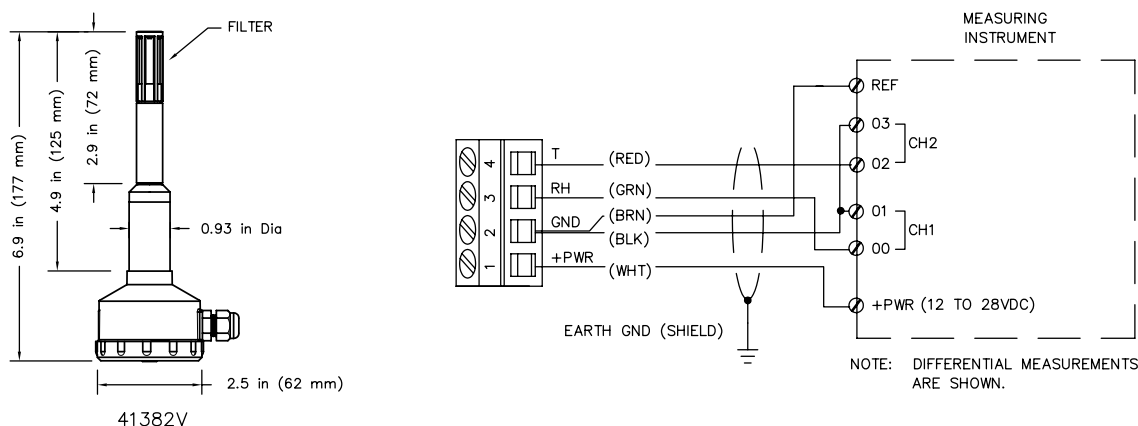 FILTER
2.9 in (72 mm)
4.9 in (125 mm)
6.9 in (177 mm)
0.93 in Dia
2.5 in (62 mm)
41382V
MEASURING
INSTRUMENT
REF
03
CH2
02
01
CH1
00
+PWR (12 TO 28VDC)
4
T
(RED)
3
RH
(GRN)
2
GND
(BRN)
(BLK)
1
+PWR
(WHT)
EARTH GND (SHIELD)
NOTE: DIFFERENTIAL MEASUREMENTS
ARE SHOWN.